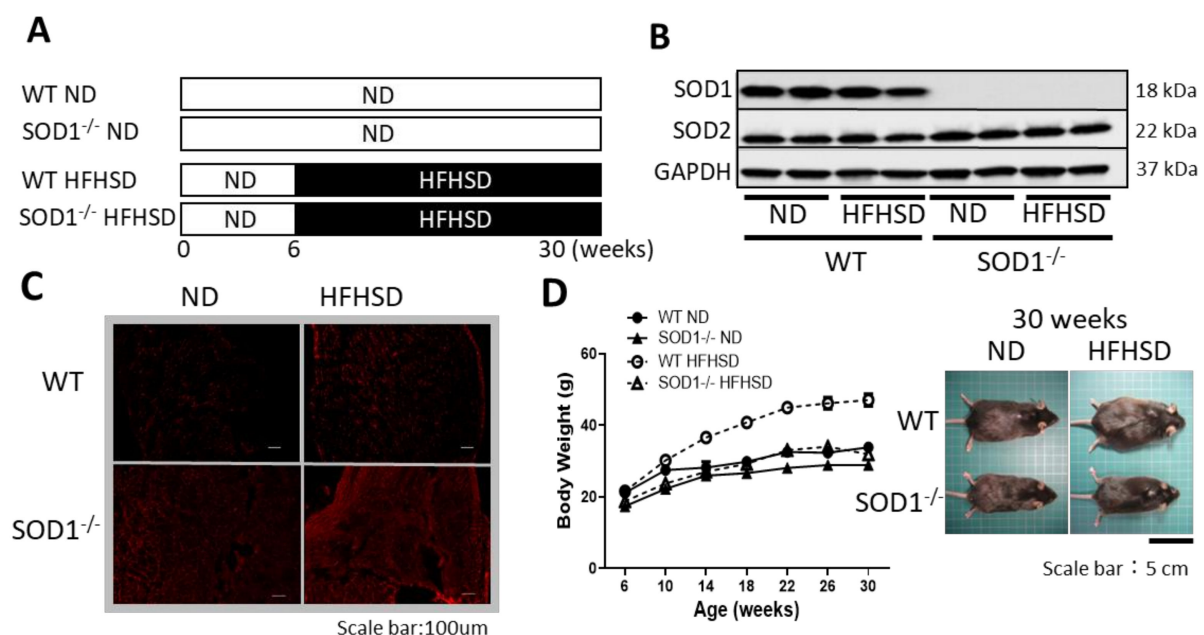 A
WT ND
ND
SOD1-/- ND
ND
WT HFHSD
ND
HFHSD
SOD1-/- HFHSD
ND
HFHSD
0
6
30 (weeks)
B
SOD1
18 kDa
SOD2
22 kDa
GAPDH
37 kDa
ND
HFHSD
ND
HFHSD
WT
SOD1-/-
C
ND
HFHSD
WT
SOD1-/-
Scale bar:100um
D
WT ND
SOD1-/- ND
WT HFHSD
SOD1-/- HFHSD
Body Weight (g)
60
40
20
0
6 10 14 18 22 26 30
Age (weeks)
30 weeks
ND
HFHSD
WT
SOD1-/-
Scale bar：5 cm